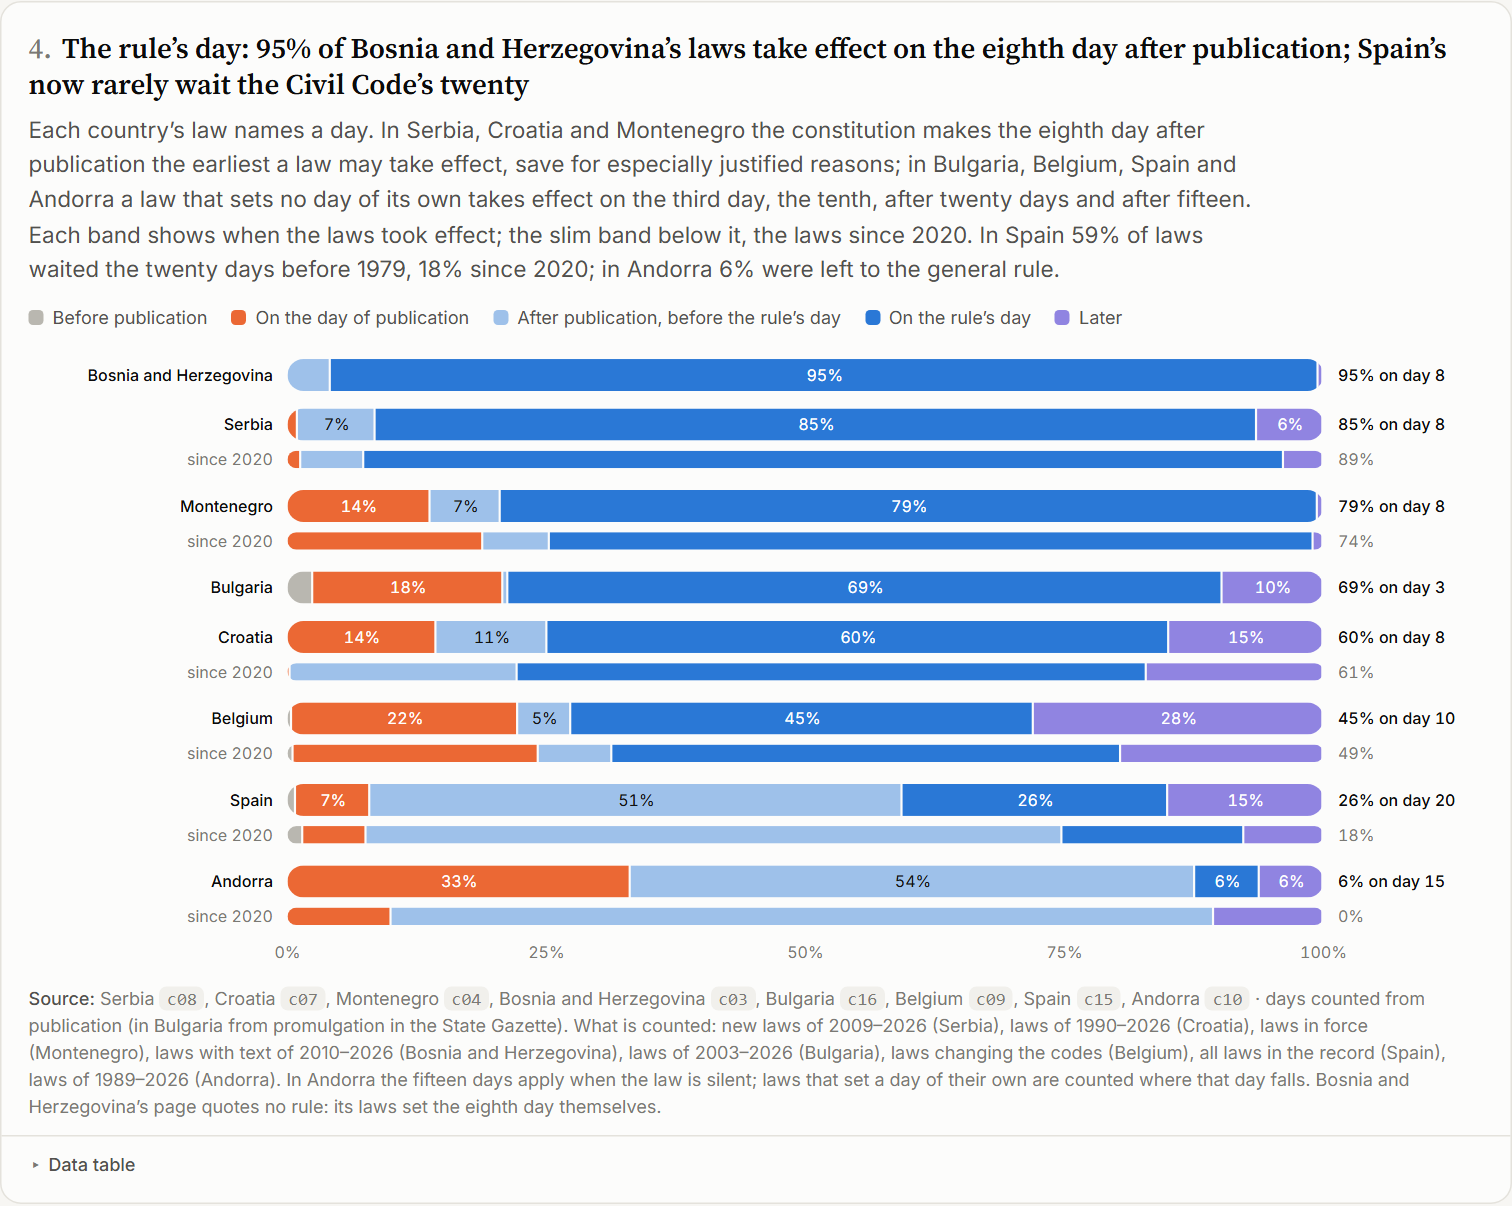 4. The rule’s day: 95% of Bosnia and Herzegovina’s laws take effect on the eighth day after publication; Spain’s
now rarely wait the Civil Code’s twenty
Each country’s law names a day. In Serbia, Croatia and Montenegro the constitution makes the eighth day after
publication the earliest a law may take effect, save for especially justified reasons; in Bulgaria, Belgium, Spain and
Andorra a law that sets no day of its own takes effect on the third day, the tenth, after twenty days and after fifteen.
Each band shows when the laws took effect; the slim band below it, the laws since 2020. In Spain 59% of laws
waited the twenty days before 1979, 18% since 2020; in Andorra 6% were left to the general rule.
Before publication On the day of publication After publication, before the rule’s day On the rule’s day Later
Bosnia and Herzegovina 95% 95% on day 8
Serbia 7% 85% 6% 85% on day 8
since 2020 89%
Montenegro 14% 7% 79% 79% on day 8
since 2020 74%
Bulgaria 18% 69% 10% 69% on day 3
Croatia 14% 11% 60% 15% 60% on day 8
since 2020 61%
Belgium 22% 5% 45% 28% 45% on day 10
since 2020 49%
Spain 7% 51% 26% 15% 26% on day 20
since 2020 18%
Andorra 33% 54% 6% 6% 6% on day 15
since 2020 0%
0% 25% 50% 75% 100%
Source: Serbia c08, Croatia c07, Montenegro c04, Bosnia and Herzegovina c03, Bulgaria c16, Belgium c09, Spain c15, Andorra c10 · days counted from
publication (in Bulgaria from promulgation in the State Gazette). What is counted: new laws of 2009–2026 (Serbia), laws of 1990–2026 (Croatia), laws in force
(Montenegro), laws with text of 2010–2026 (Bosnia and Herzegovina), laws of 2003–2026 (Bulgaria), laws changing the codes (Belgium), all laws in the record (Spain),
laws of 1989–2026 (Andorra). In Andorra the fifteen days apply when the law is silent; laws that set a day of their own are counted where that day falls. Bosnia and
Herzegovina’s page quotes no rule: its laws set the eighth day themselves.
▸ Data table